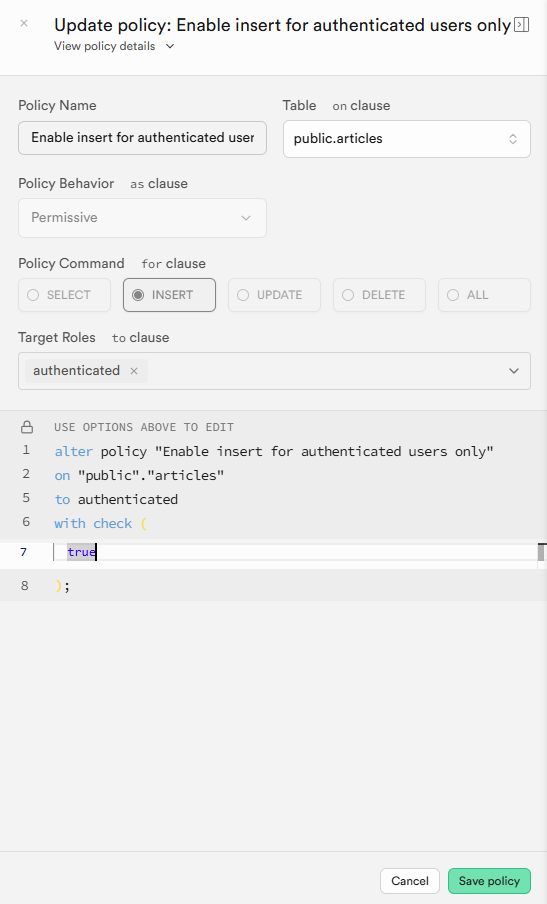 Update policy: Enable insert for authenticated users only
View policy details
Policy Name
Table on clause
Enable insert for authenticated user
public.articles
Policy Behavior as clause
Permissive
Policy Command for clause
SELECT INSERT UPDATE DELETE ALL
Target Roles to clause
authenticated ×
USE OPTIONS ABOVE TO EDIT
1 alter policy "Enable insert for authenticated users only"
2 on "public"."articles"
5 to authenticated
6 with check (
7 true
8 );
Cancel Save policy